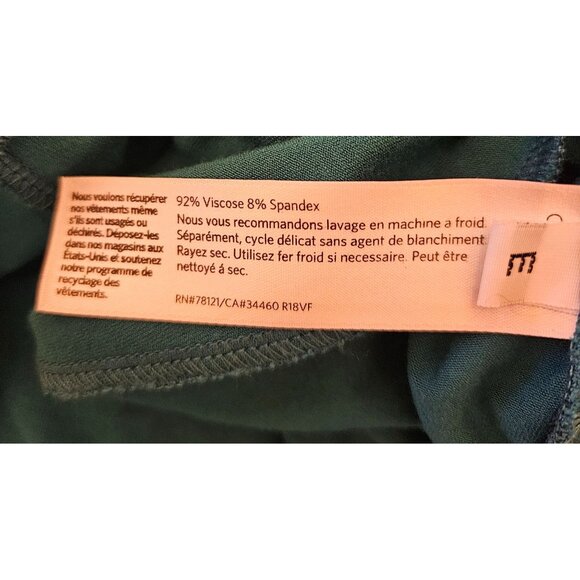 Nous voulons récupérer
nos vêtements même
s'ils sont usagés ou
déchirés. Déposez-les
dans nos magasins aux
États-Unis et soutenez
notre programme de
recyclage des
vêtements.
92% Viscose 8% Spandex
Nous vous recommandons lavage en machine a froid.
Séparément, cycle délicat sans agent de blanchiment.
Rayez sec. Utilisez fer froid si necessaire. Peut être
nettoyé á sec.
RN#78121/CA#34460 R18VF